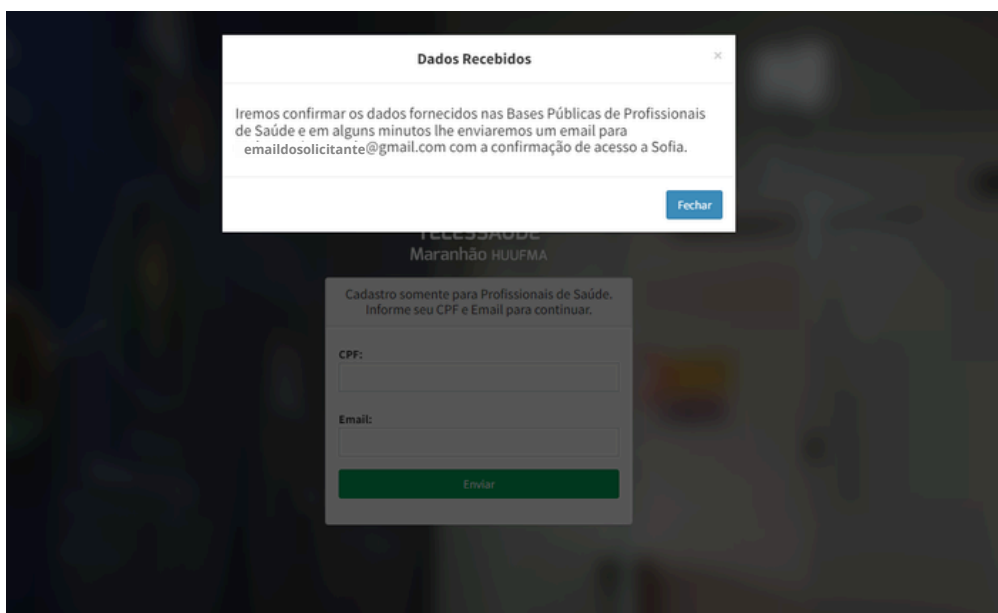 Dados Recebidos
×
Iremos confirmar os dados fornecidos nas Bases Públicas de Profissionais
de Saúde e em alguns minutos lhe enviaremos um email para
emaildosolicitante@gmail.com com a confirmação de acesso a Sofia.
Fechar
TELESSAÚDE
Maranhão HUUFMA
Cadastro somente para Profissionais de Saúde.
Informe seu CPF e Email para continuar.
CPF:
Email:
Enviar